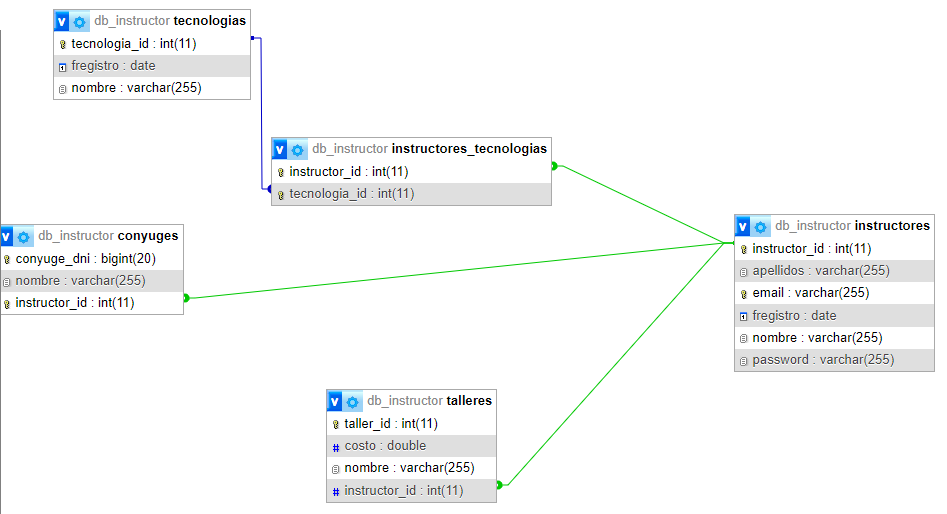 db_instructor tecnologias
tecnologia_id : int(11)
fregistro : date
nombre : varchar(255)
db_instructor instructores_tecnologias
instructor_id : int(11)
tecnologia_id : int(11)
db_instructor conyuges
conyuge_dni : bigint(20)
nombre : varchar(255)
instructor_id : int(11)
db_instructor instructores
instructor_id : int(11)
apellidos : varchar(255)
email : varchar(255)
fregistro : date
nombre : varchar(255)
password : varchar(255)
db_instructor talleres
taller_id : int(11)
# costo : double
nombre : varchar(255)
# instructor_id : int(11)